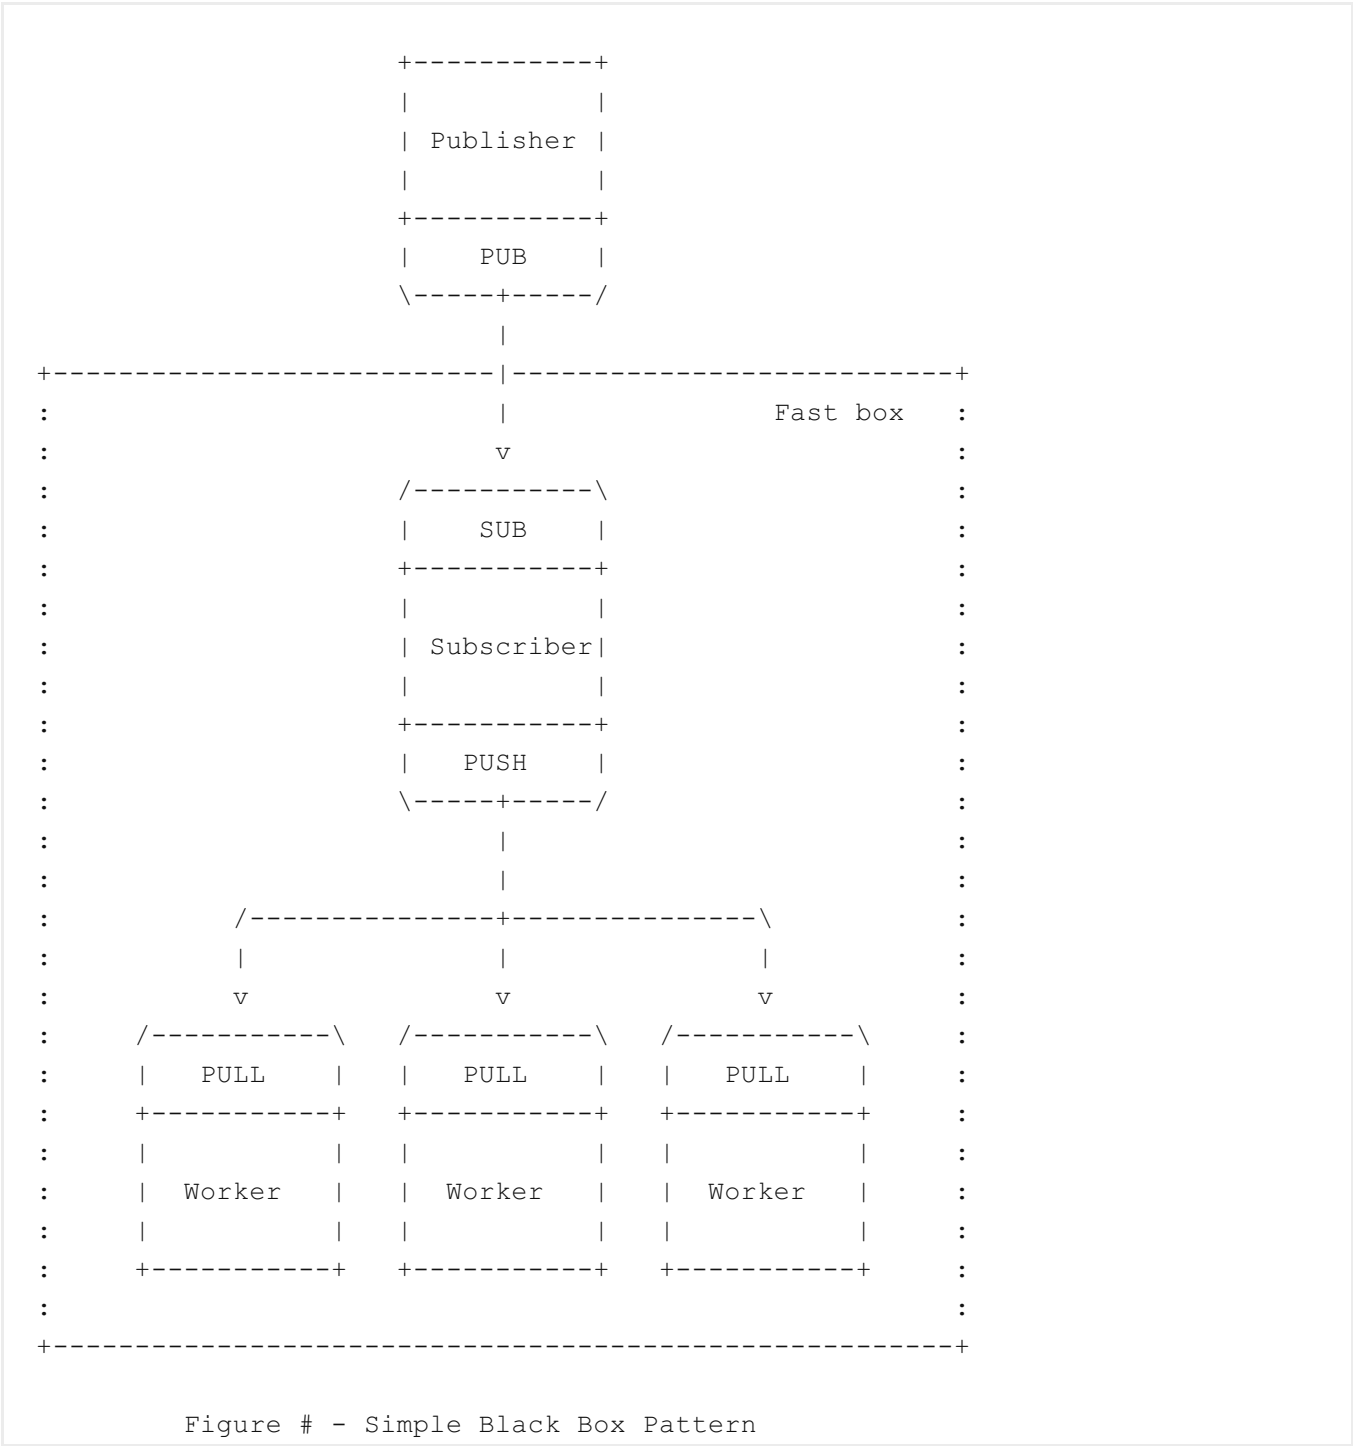 Publisher
PUB
Fast box
SUB
Subscriber
PUSH
PULL PULL PULL
Worker Worker Worker
Figure # - Simple Black Box Pattern